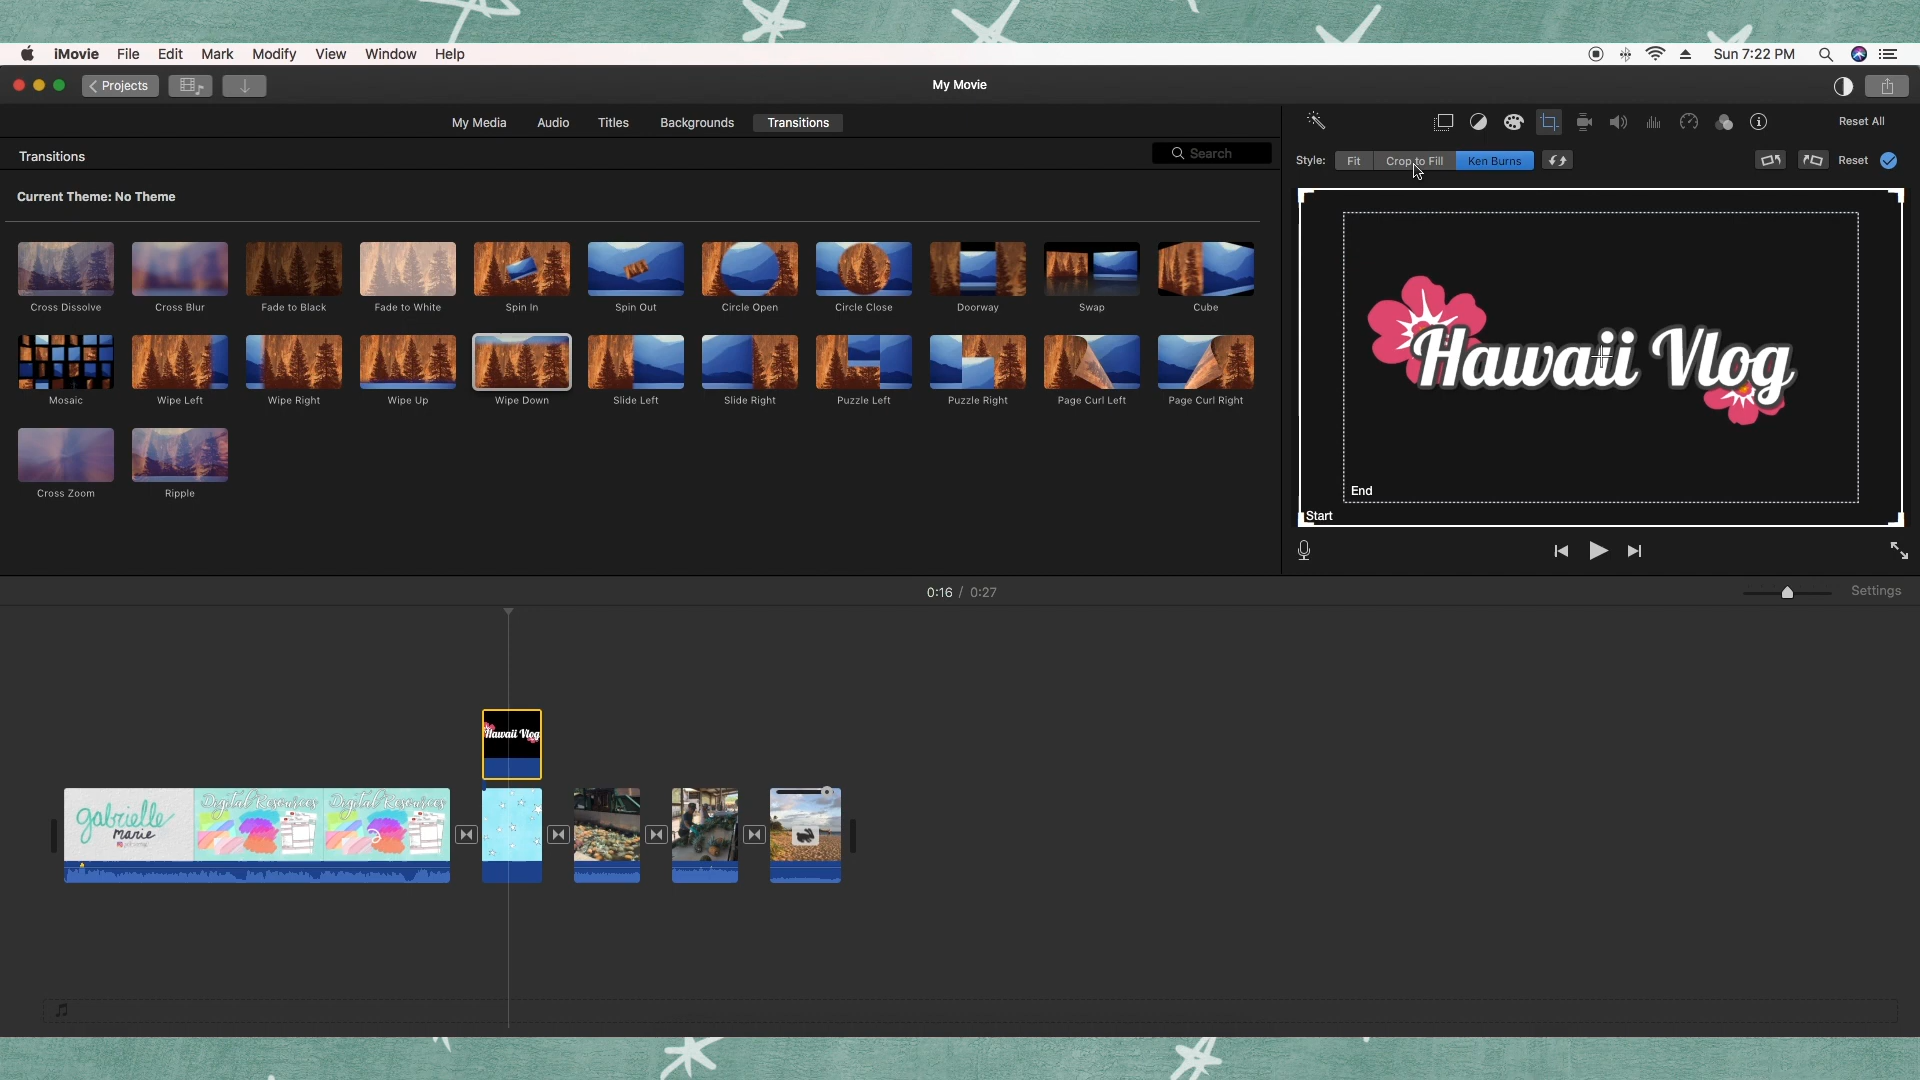 iMovie File Edit Mark Modify View Window Help
Sun 7:22 PM
Projects
My Movie
My Media Audio Titles Backgrounds Transitions
Reset All
Transitions
Search
Style: Fit Crop to Fill Ken Burns
Reset
Current Theme: No Theme
Cross Dissolve Cross Blur Fade to Black Fade to White Spin In Spin Out Circle Open Circle Close Doorway Swap Cube
Mosaic Wipe Left Wipe Right Wipe Up Wipe Down Slide Left Slide Right Puzzle Left Puzzle Right Page Curl Left Page Curl Right
Cross Zoom Ripple
Hawaii Vlog
End
Start
0:16 / 0:27
Settings
Hawaii Vlog
gabrielle
marie
Digital Resources
Digital Resources